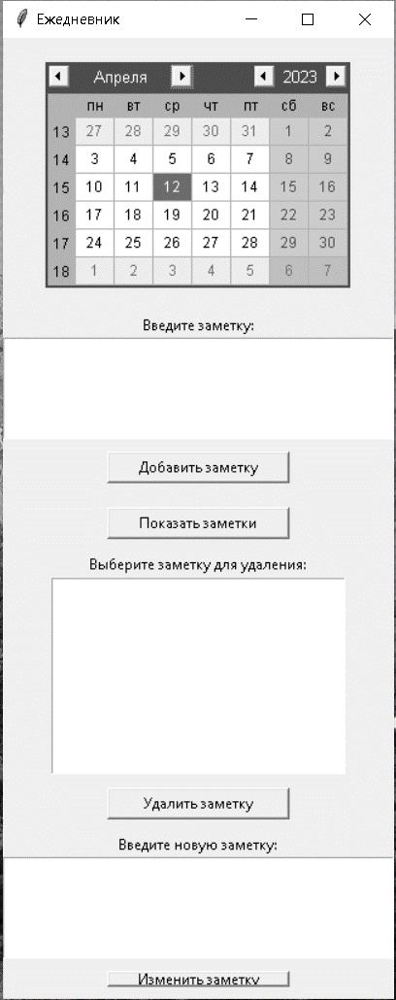 Ежедневник
Апреля 2023
пн вт ср чт пт сб вс
13 27 28 29 30 31 1 2
14 3 4 5 6 7 8 9
15 10 11 12 13 14 15 16
16 17 18 19 20 21 22 23
17 24 25 26 27 28 29 30
18 1 2 3 4 5 6 7
Введите заметку:
Добавить заметку
Показать заметки
Выберите заметку для удаления:
Удалить заметку
Введите новую заметку:
Изменить заметку